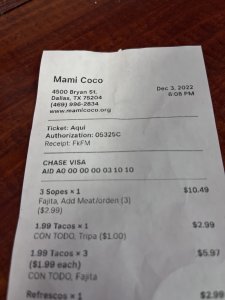 Mami Coco
4500 Bryan St.
Dallas, TX 75204
(469) 996-2834
www.mamicoco.org
Dec 3, 2022
6:08 PM
Ticket: Aqui
Authorization: 05325C
Receipt: FkFM
CHASE VISA
AID A0 00 00 00 03 10 10
3 Sopes × 1 $10.49
Fajita, Add Meat/orden (3)
($2.99)
1.99 Tacos × 1 $2.99
CON TODO, Tripa ($1.00)
1.99 Tacos × 3 $5.97
($1.99 each)
CON TODO, Fajita
Refrescos × 1 $2.99